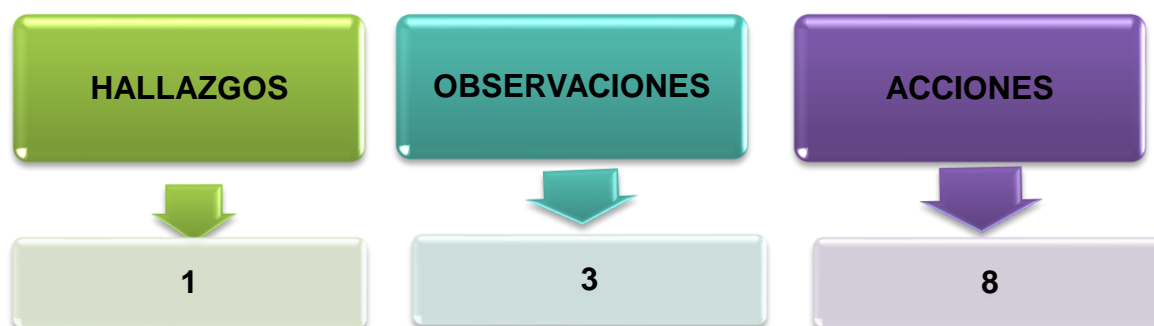 HALLAZGOS
OBSERVACIONES
ACCIONES
1
3
8